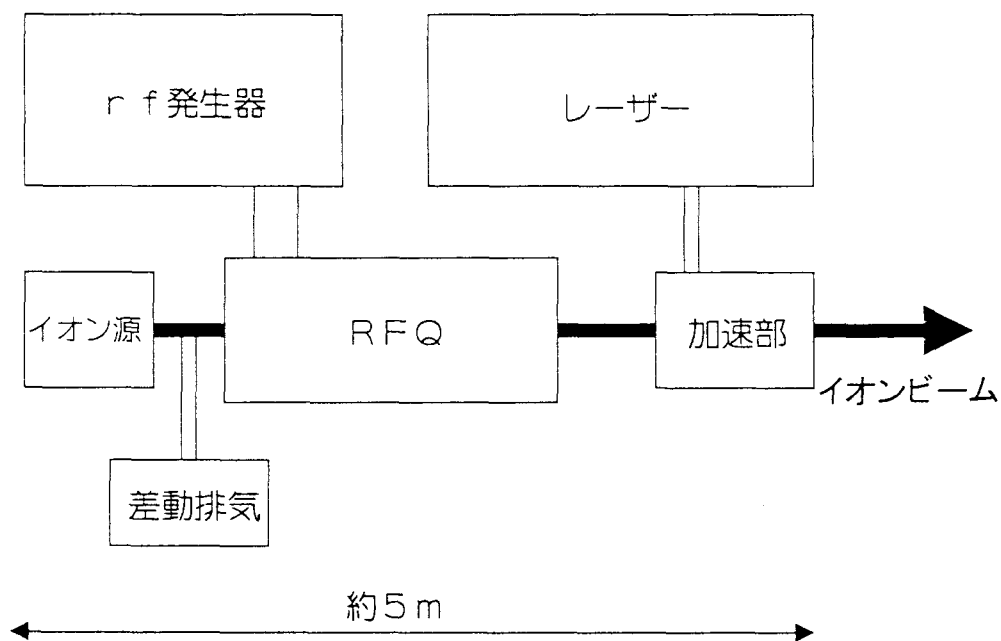 ｒｆ発生器
レーザー
イオン源
ＲＦＱ
加速部
イオンビーム
差動排気
約５ｍ